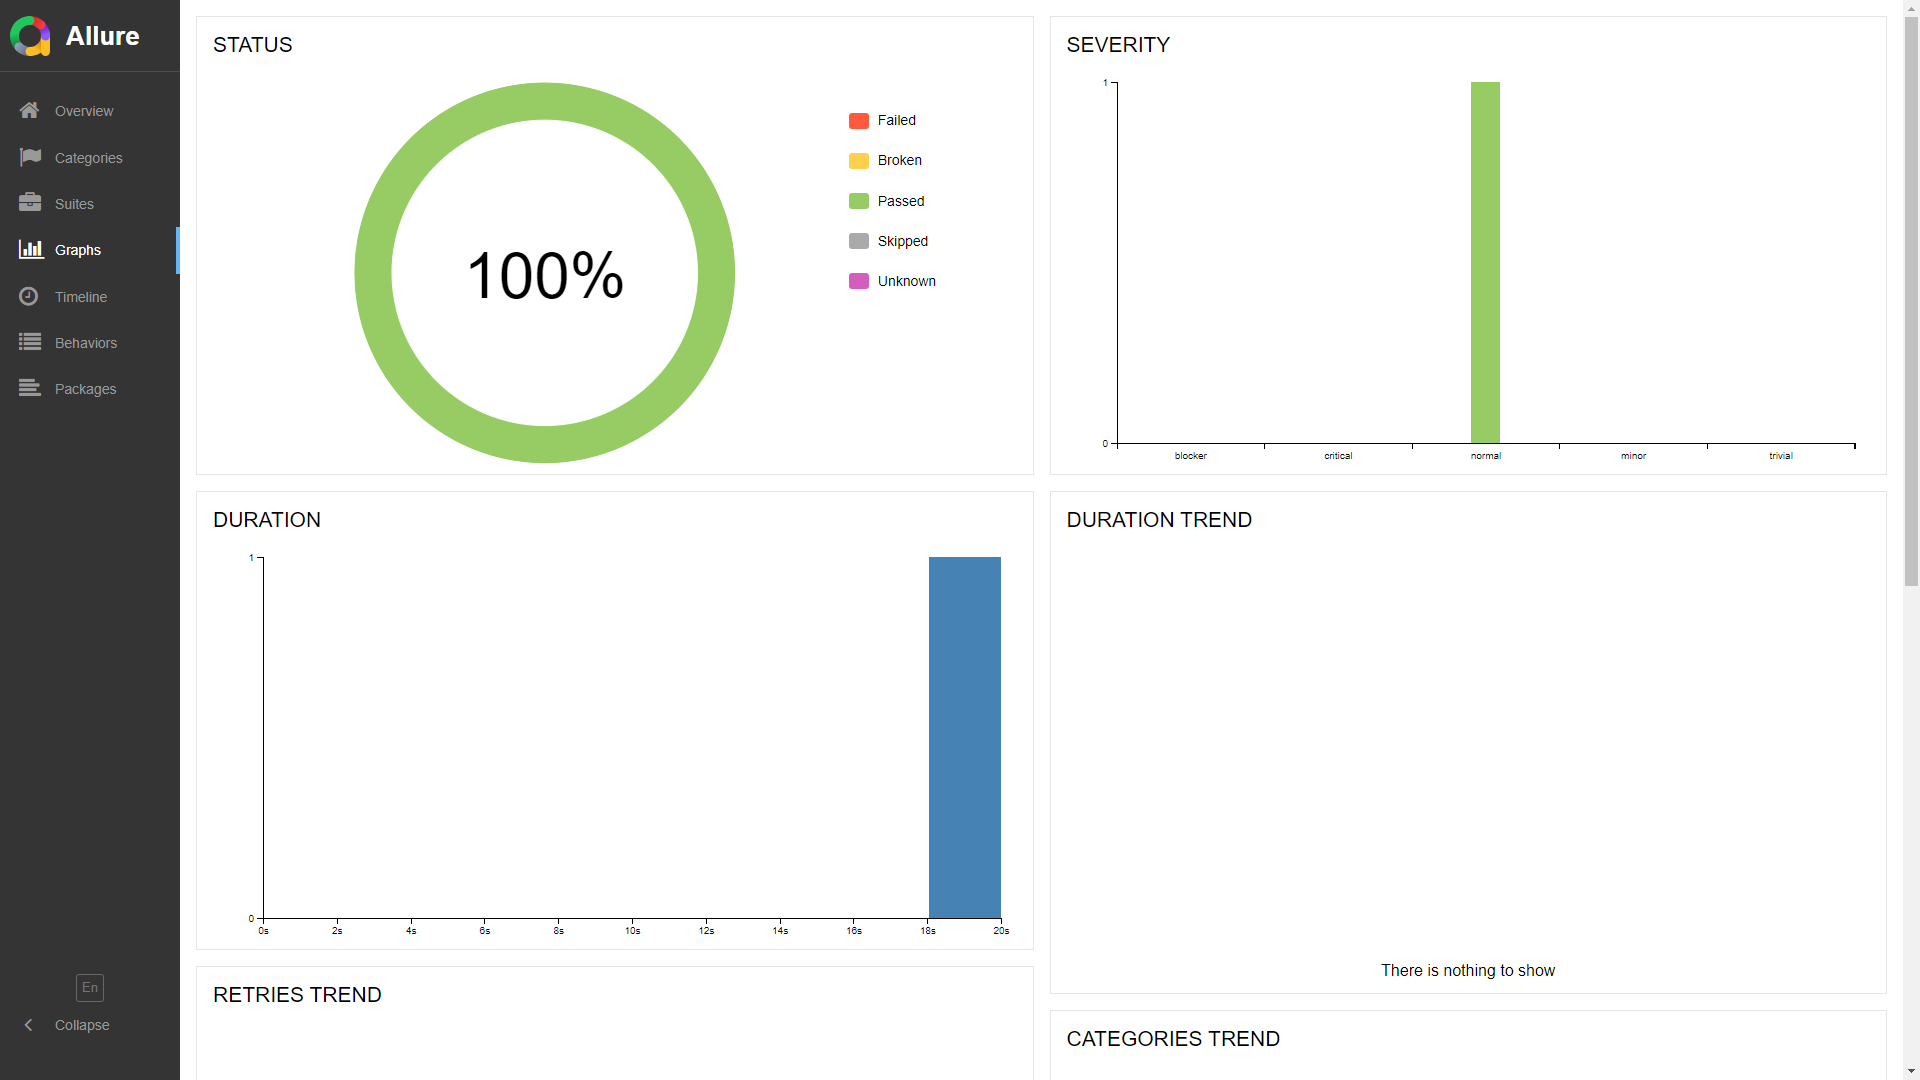 Allure
Overview
Categories
Suites
Graphs
Timeline
Behaviors
Packages
En
Collapse
STATUS
100%
Failed
Broken
Passed
Skipped
Unknown
SEVERITY
1
0
blocker critical normal minor trivial
DURATION
1
0
0s 2s 4s 6s 8s 10s 12s 14s 16s 18s 20s
DURATION TREND
There is nothing to show
RETRIES TREND
CATEGORIES TREND